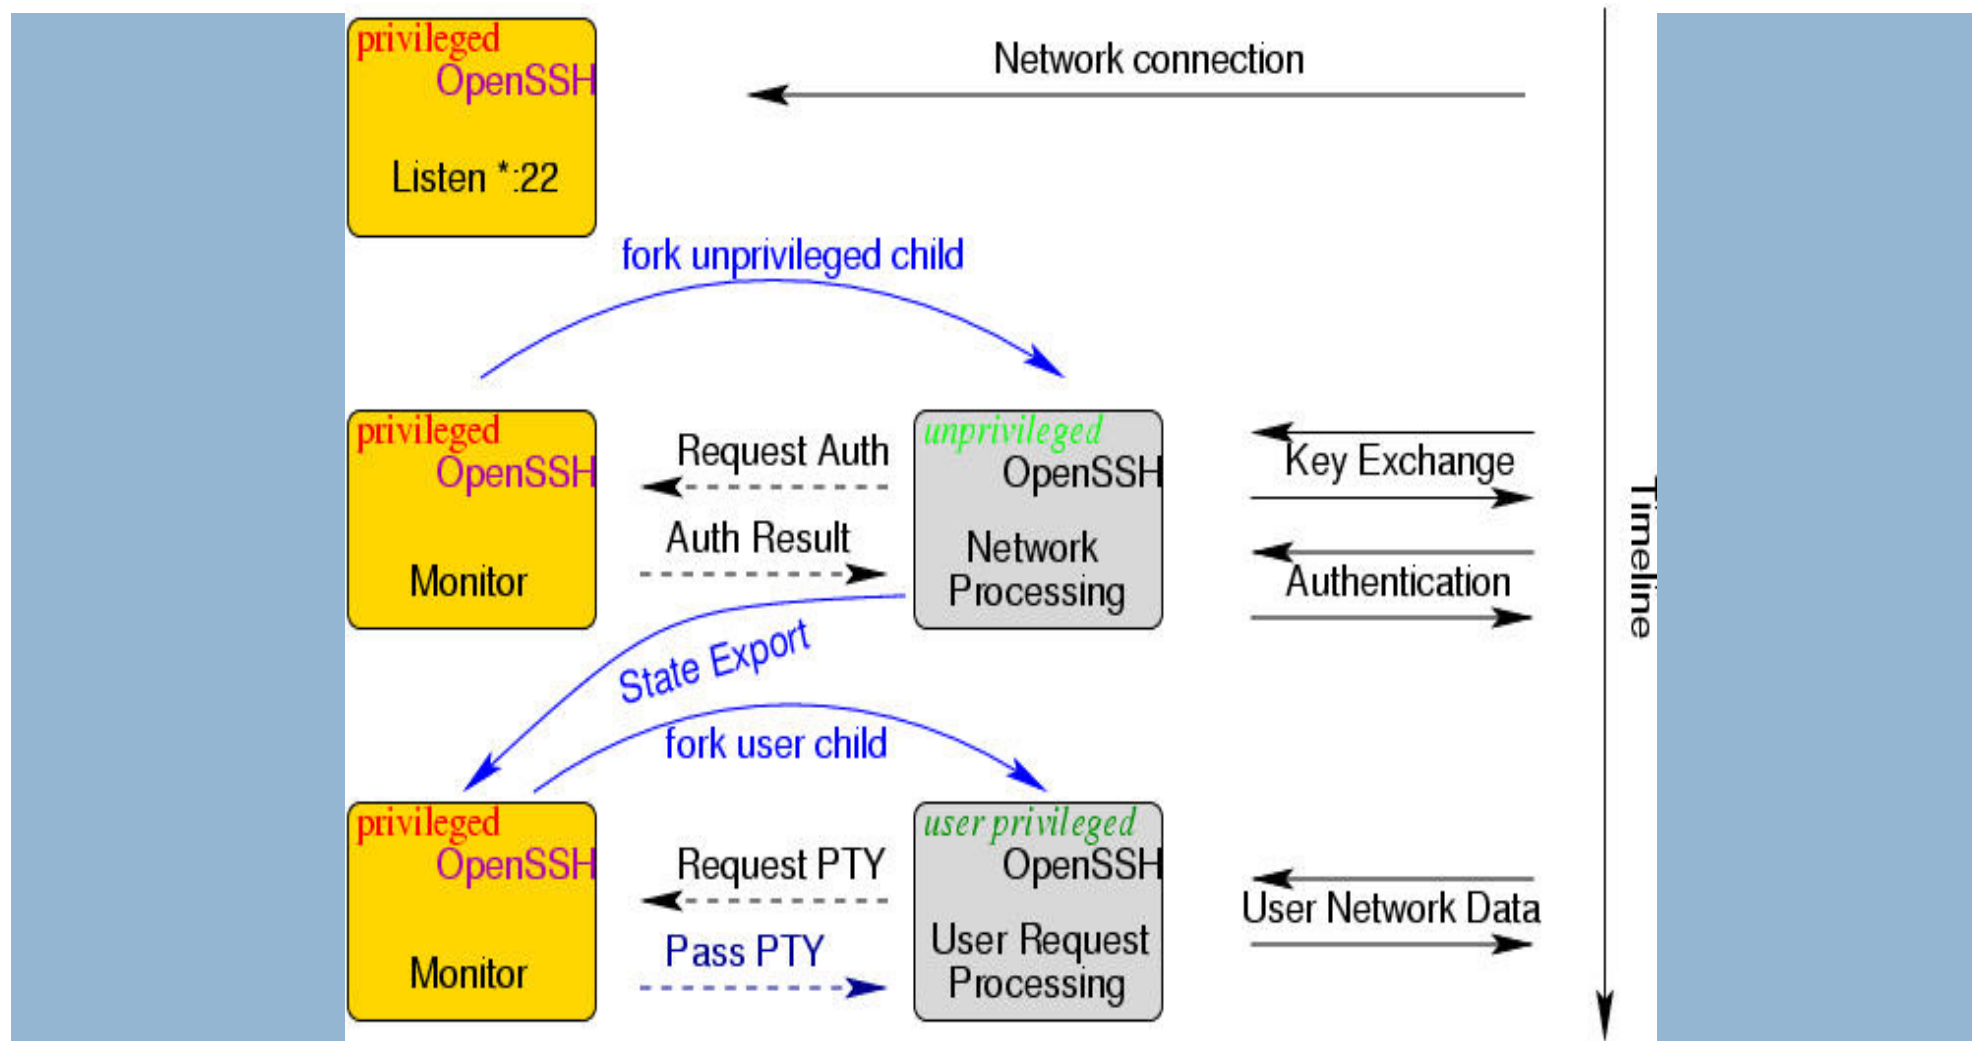 privileged
OpenSSH
Listen *:22
Network connection
fork unprivileged child
privileged
OpenSSH
Monitor
Request Auth
Auth Result
unprivileged
OpenSSH
Network
Processing
Key Exchange
Authentication
Timeline
State Export
fork user child
privileged
OpenSSH
Monitor
Request PTY
Pass PTY
user privileged
OpenSSH
User Request
Processing
User Network Data